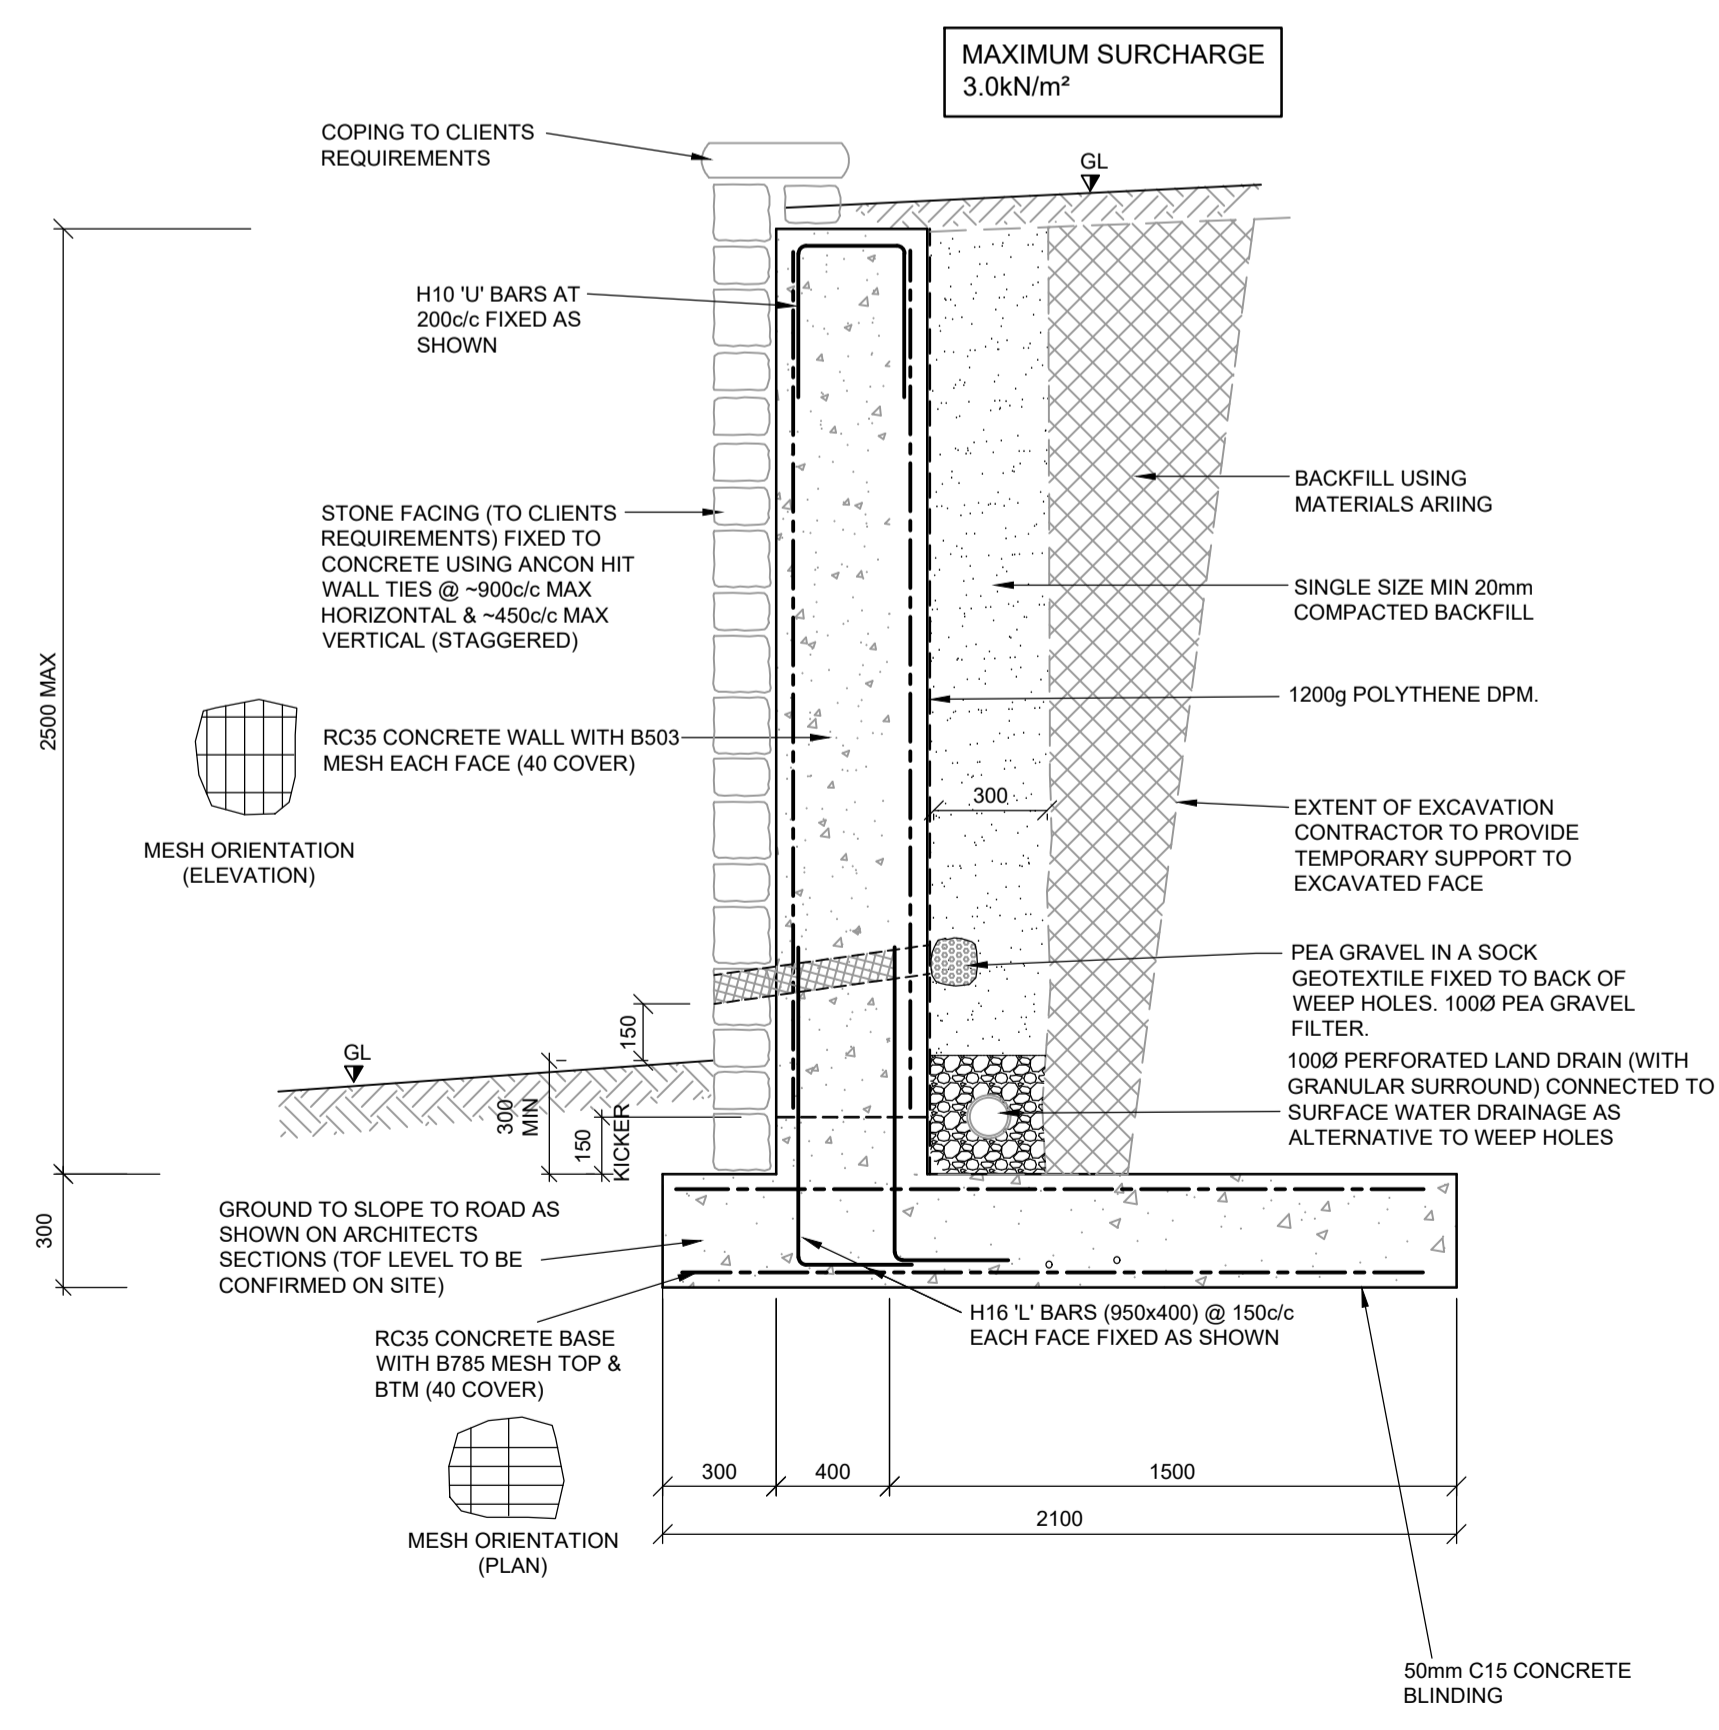 MAXIMUM SURCHARGE
3.0kN/m²
COPING TO CLIENTS
REQUIREMENTS
GL
H10 'U' BARS AT
200c/c FIXED AS
SHOWN
BACKFILL USING
MATERIALS ARIING
STONE FACING (TO CLIENTS
REQUIREMENTS) FIXED TO
CONCRETE USING ANCON HIT
WALL TIES @ ~900c/c MAX
HORIZONTAL & ~450c/c MAX
VERTICAL (STAGGERED)
SINGLE SIZE MIN 20mm
COMPACTED BACKFILL
2500 MAX
1200g POLYTHENE DPM.
RC35 CONCRETE WALL WITH B503
MESH EACH FACE (40 COVER)
300
EXTENT OF EXCAVATION
CONTRACTOR TO PROVIDE
TEMPORARY SUPPORT TO
EXCAVATED FACE
MESH ORIENTATION
(ELEVATION)
PEA GRAVEL IN A SOCK
GEOTEXTILE FIXED TO BACK OF
WEEP HOLES. 100Ø PEA GRAVEL
FILTER.
150
GL
100Ø PERFORATED LAND DRAIN (WITH
GRANULAR SURROUND) CONNECTED TO
SURFACE WATER DRAINAGE AS
ALTERNATIVE TO WEEP HOLES
300
MIN
150
KICKER
300
GROUND TO SLOPE TO ROAD AS
SHOWN ON ARCHITECTS
SECTIONS (TOF LEVEL TO BE
CONFIRMED ON SITE)
H16 'L' BARS (950x400) @ 150c/c
EACH FACE FIXED AS SHOWN
RC35 CONCRETE BASE
WITH B785 MESH TOP &
BTM (40 COVER)
300
400
1500
2100
MESH ORIENTATION
(PLAN)
50mm C15 CONCRETE
BLINDING